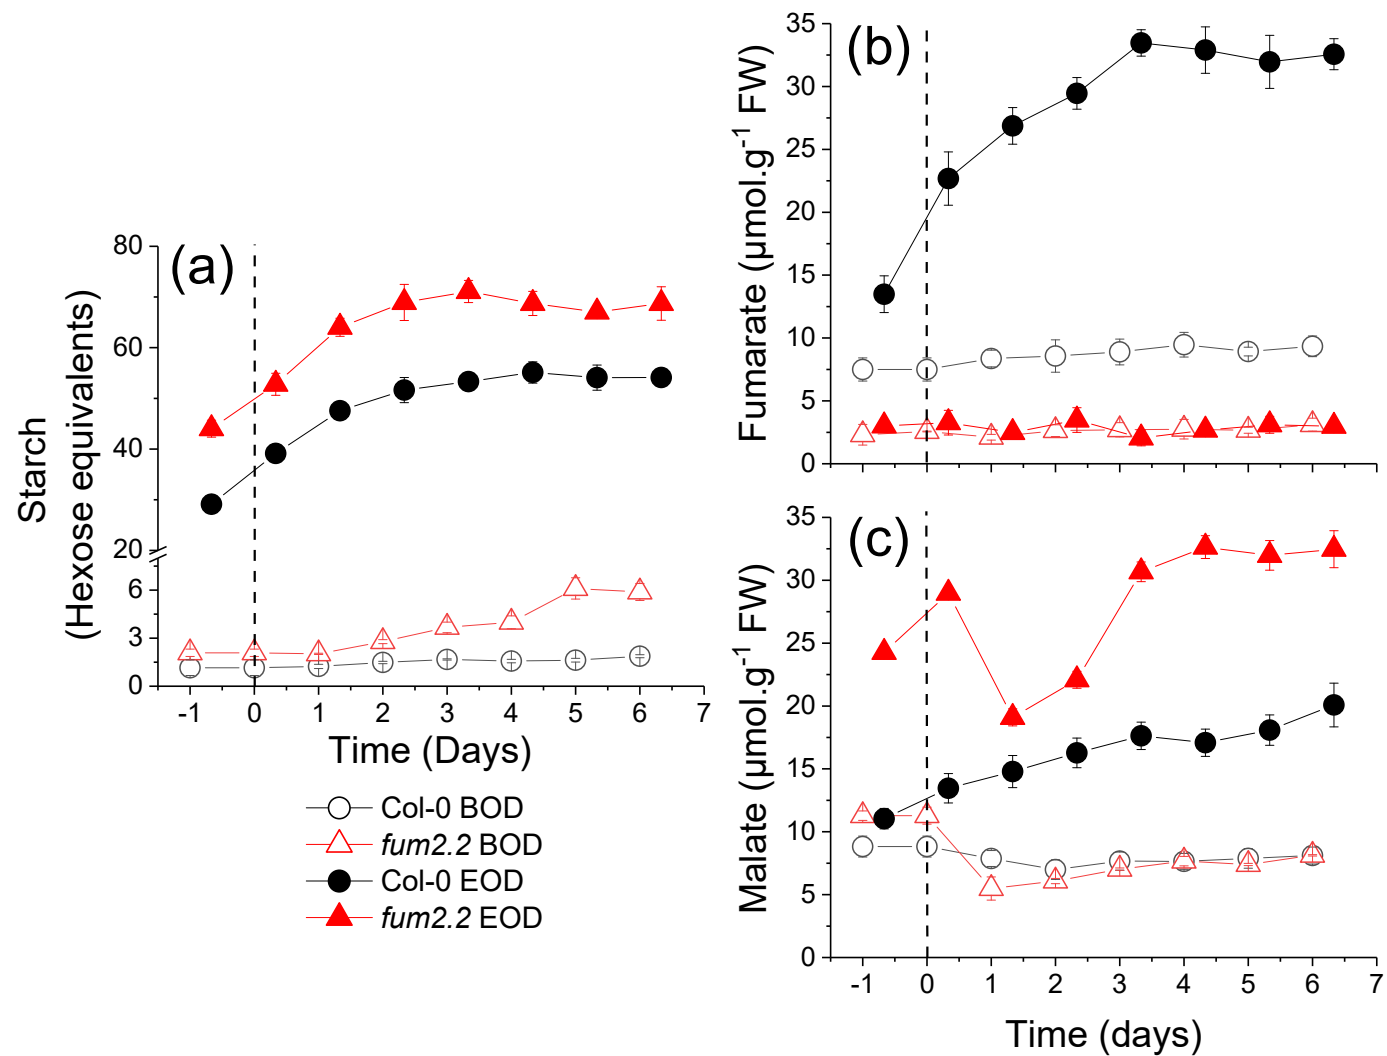 (a)
Starch
(Hexose equivalents)
80
60
40
20
6
3
0
-1 0 1 2 3 4 5 6 7
Time (Days)
Col-0 BOD
fum2.2 BOD
Col-0 EOD
fum2.2 EOD
(b)
Fumarate (µmol.g-1 FW)
35
30
25
20
15
10
5
0
(c)
Malate (µmol.g-1 FW)
35
30
25
20
15
10
5
0
-1 0 1 2 3 4 5 6 7
Time (days)